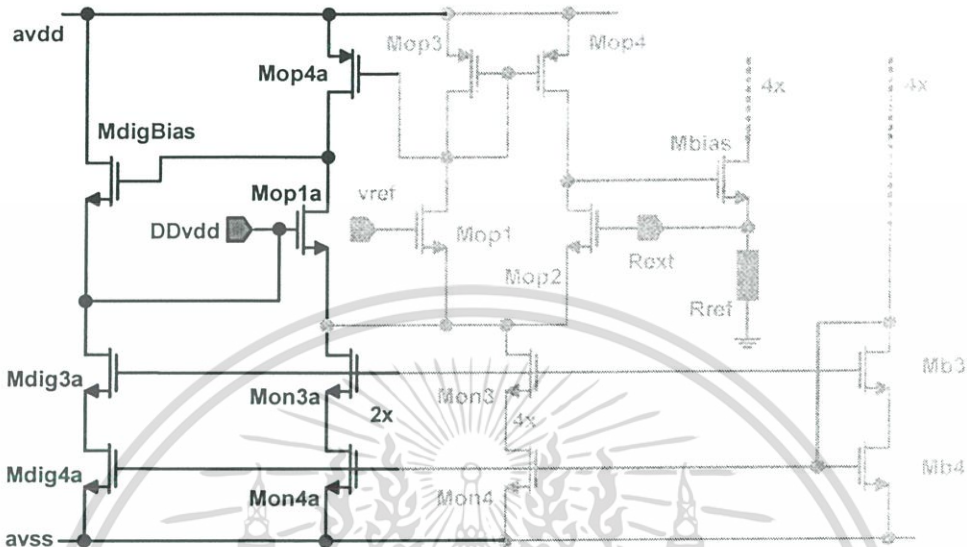 avdd
Mop3
Mop4
Mop4a
4x
4x
MdigBias
Mbias
Mop1a
vref
DDvdd
Mop1
Rext
Mop2
Rref
Mdig3a
Mon3a
Mon3
Mb3
2x
4x
Mdig4a
Mon4a
Mon4
Mb4
avss